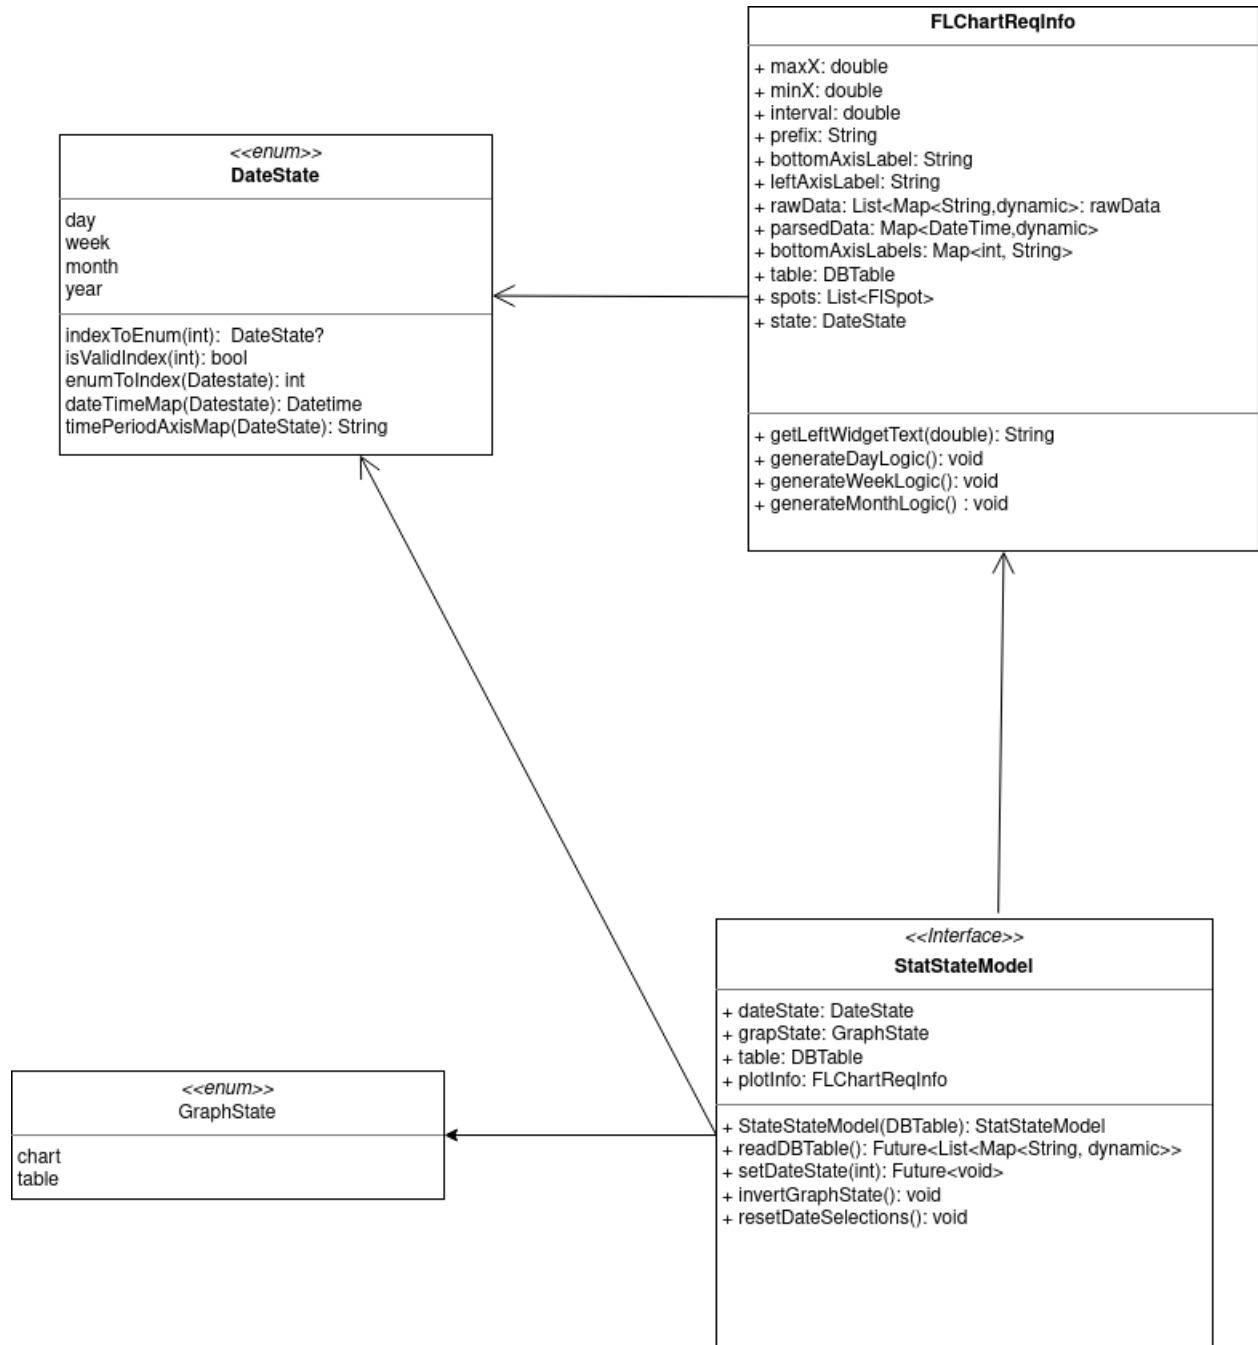 FLChartReqInfo
+ maxX: double
+ minX: double
+ interval: double
+ prefix: String
+ bottomAxisLabel: String
+ leftAxisLabel: String
+ rawData: List<Map<String,dynamic>: rawData
+ parsedData: Map<DateTime,dynamic>
+ bottomAxisLabels: Map<int, String>
+ table: DBTable
+ spots: List<FlSpot>
+ state: DateState
+ getLeftWidgetText(double): String
+ generateDayLogic(): void
+ generateWeekLogic(): void
+ generateMonthLogic() : void
<<enum>>
DateState
day
week
month
year
indexToEnum(int):  DateState?
isValidIndex(int): bool
enumToIndex(Datestate): int
dateTimeMap(Datestate): Datetime
timePeriodAxisMap(DateState): String
<<Interface>>
StatStateModel
+ dateState: DateState
+ grapState: GraphState
+ table: DBTable
+ plotInfo: FLChartReqInfo
+ StateStateModel(DBTable): StatStateModel
+ readDBTable(): Future<List<Map<String, dynamic>>
+ setDateState(int): Future<void>
+ invertGraphState(): void
+ resetDateSelections(): void
<<enum>>
GraphState
chart
table